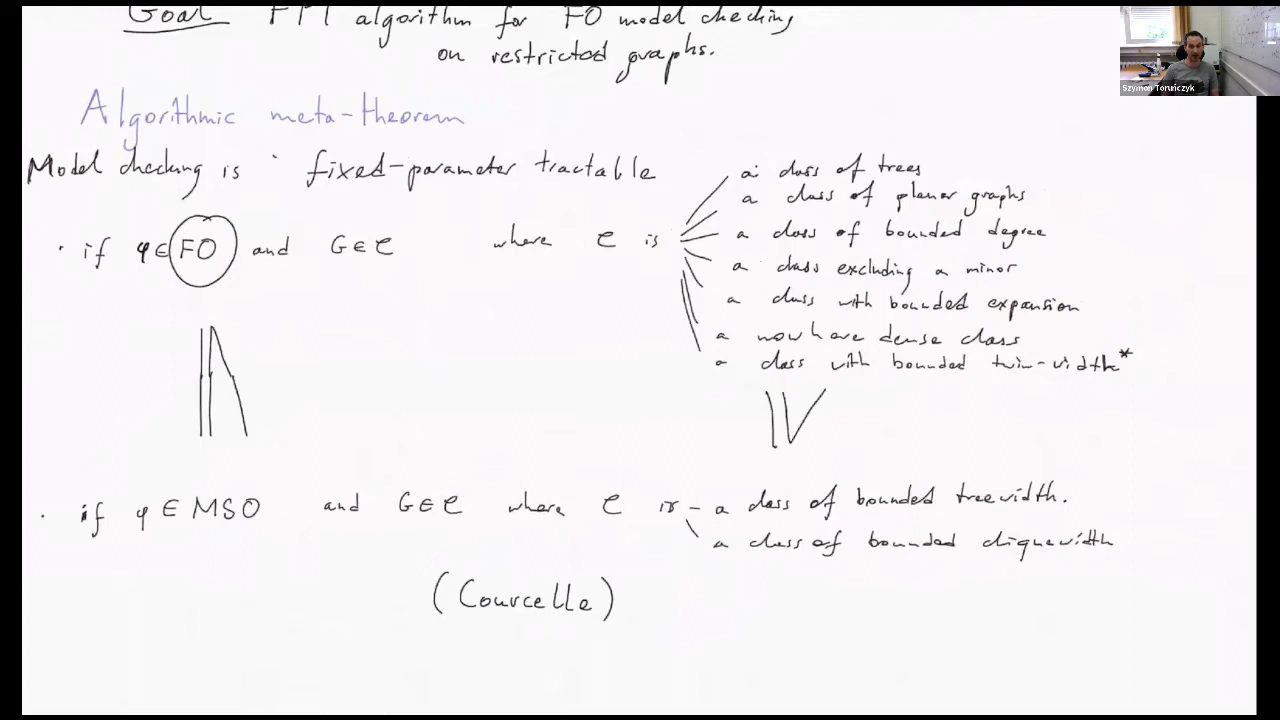 Goal FPT algorithm for FO model checking
on restricted graphs.
Szymon Toruńczyk
Algorithmic meta-theorem
Model checking is fixed-parameter tractable
· if φ ∈ FO and G ∈ C where C is
a class of trees
a class of planar graphs
a class of bounded degree
a class excluding a minor
a class with bounded expansion
a nowhere dense class
a class with bounded twin-width*
· if φ ∈ MSO and G ∈ C where C is - a class of bounded treewidth.
a class of bounded cliquewidth
(Courcelle)